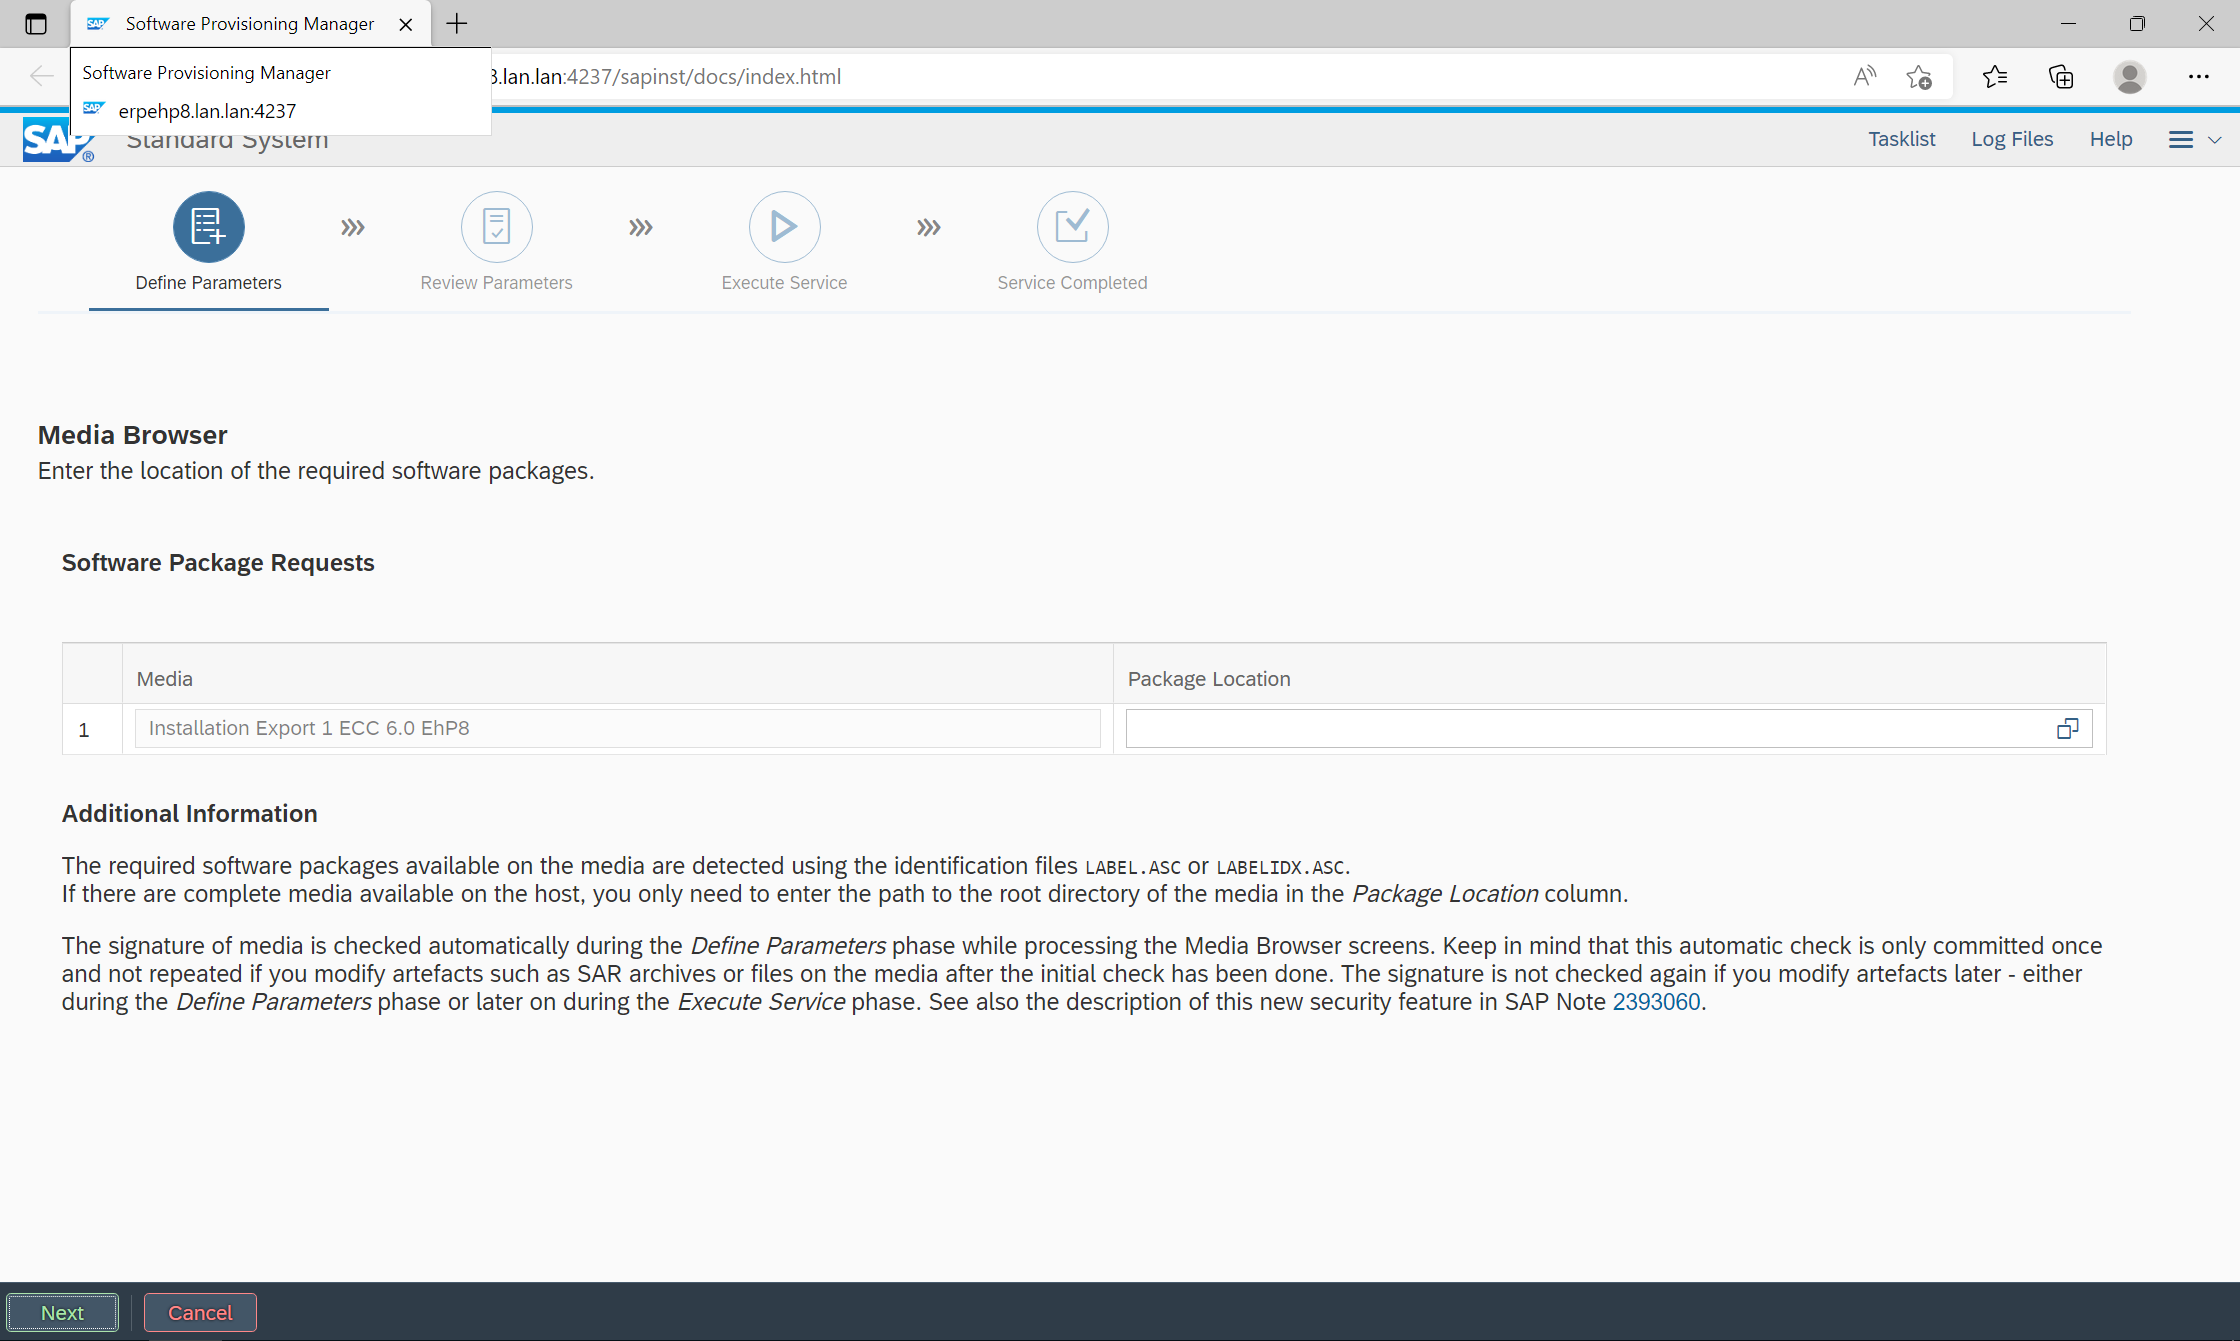 Software Provisioning Manager
Software Provisioning Manager
erpehp8.lan.lan:4237
.lan.lan:4237/sapinst/docs/index.html
SAP ®
Standard System
Tasklist Log Files Help
Define Parameters
Review Parameters
Execute Service
Service Completed
Media Browser
Enter the location of the required software packages.
Software Package Requests
Media
Package Location
1
Installation Export 1 ECC 6.0 EhP8
Additional Information
The required software packages available on the media are detected using the identification files LABEL.ASC or LABELIDX.ASC.
If there are complete media available on the host, you only need to enter the path to the root directory of the media in the Package Location column.
The signature of media is checked automatically during the Define Parameters phase while processing the Media Browser screens. Keep in mind that this automatic check is only committed once
and not repeated if you modify artefacts such as SAR archives or files on the media after the initial check has been done. The signature is not checked again if you modify artefacts later - either
during the Define Parameters phase or later on during the Execute Service phase. See also the description of this new security feature in SAP Note 2393060.
Next
Cancel